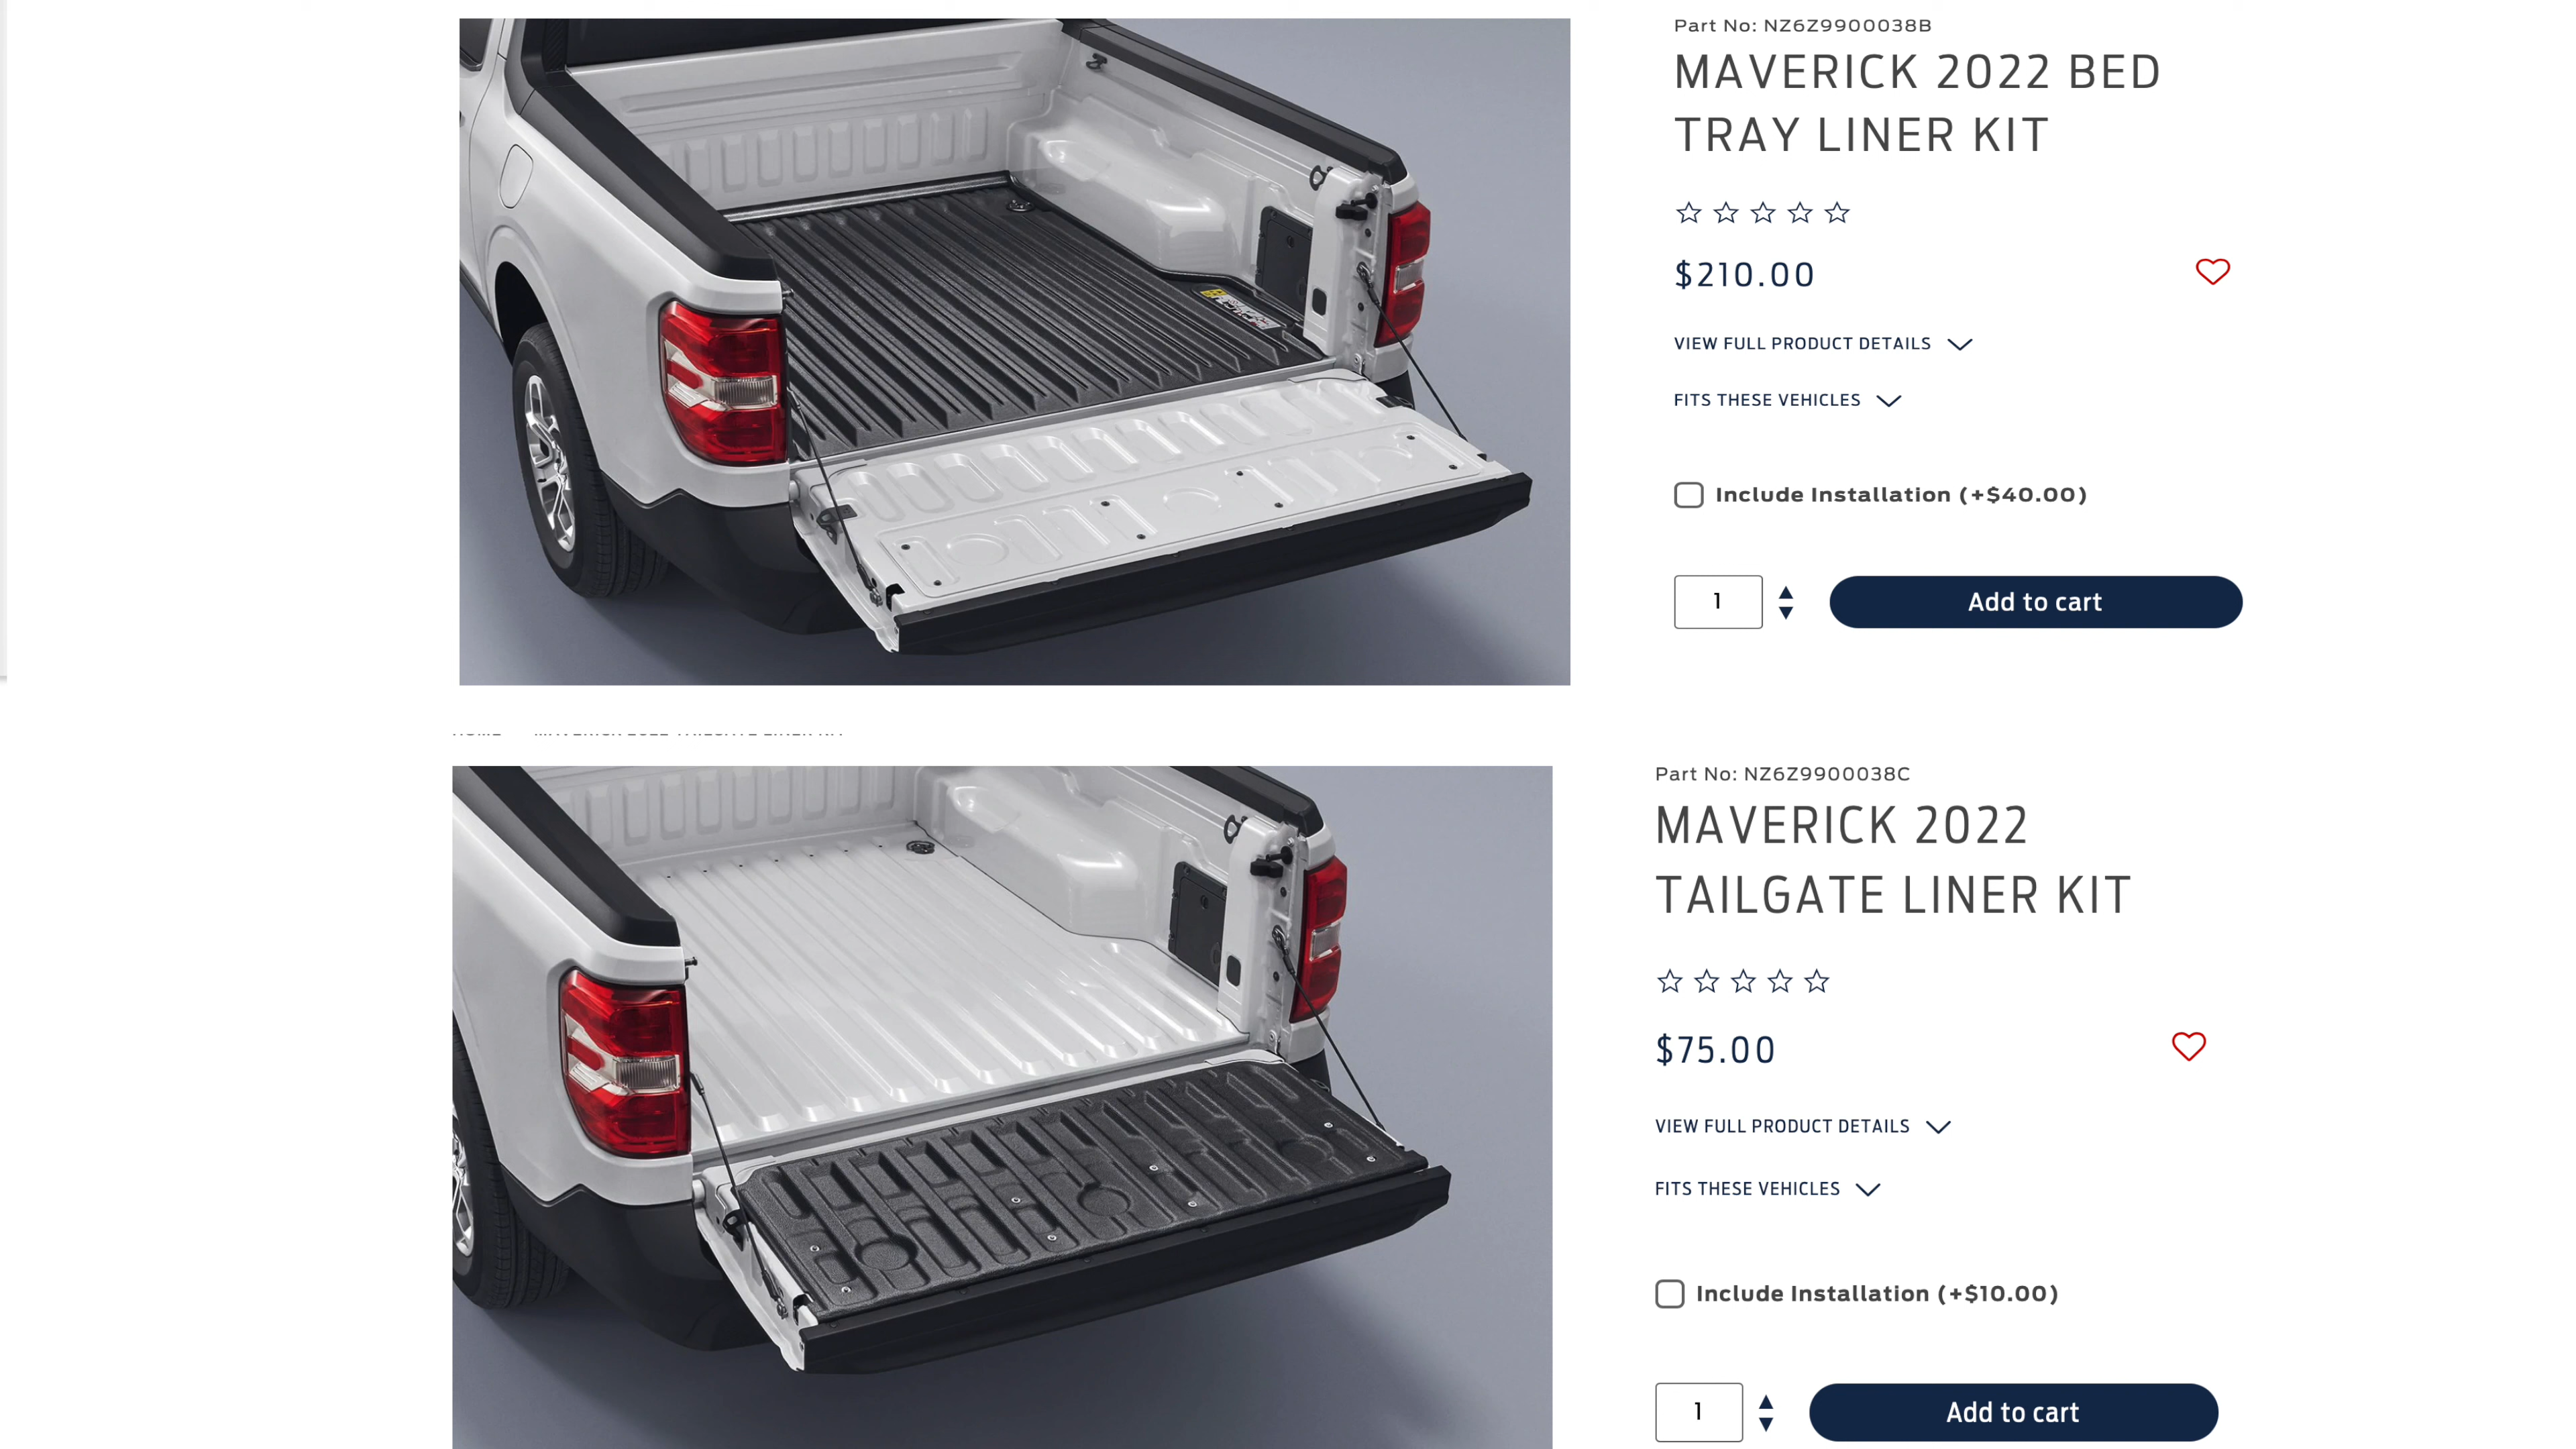 Part No: NZ6Z9900038B
MAVERICK 2022 BED
TRAY LINER KIT
$210.00
VIEW FULL PRODUCT DETAILS
FITS THESE VEHICLES
Include Installation (+$40.00)
1
Add to cart
Part No: NZ6Z9900038C
MAVERICK 2022
TAILGATE LINER KIT
$75.00
VIEW FULL PRODUCT DETAILS
FITS THESE VEHICLES
Include Installation (+$10.00)
1
Add to cart